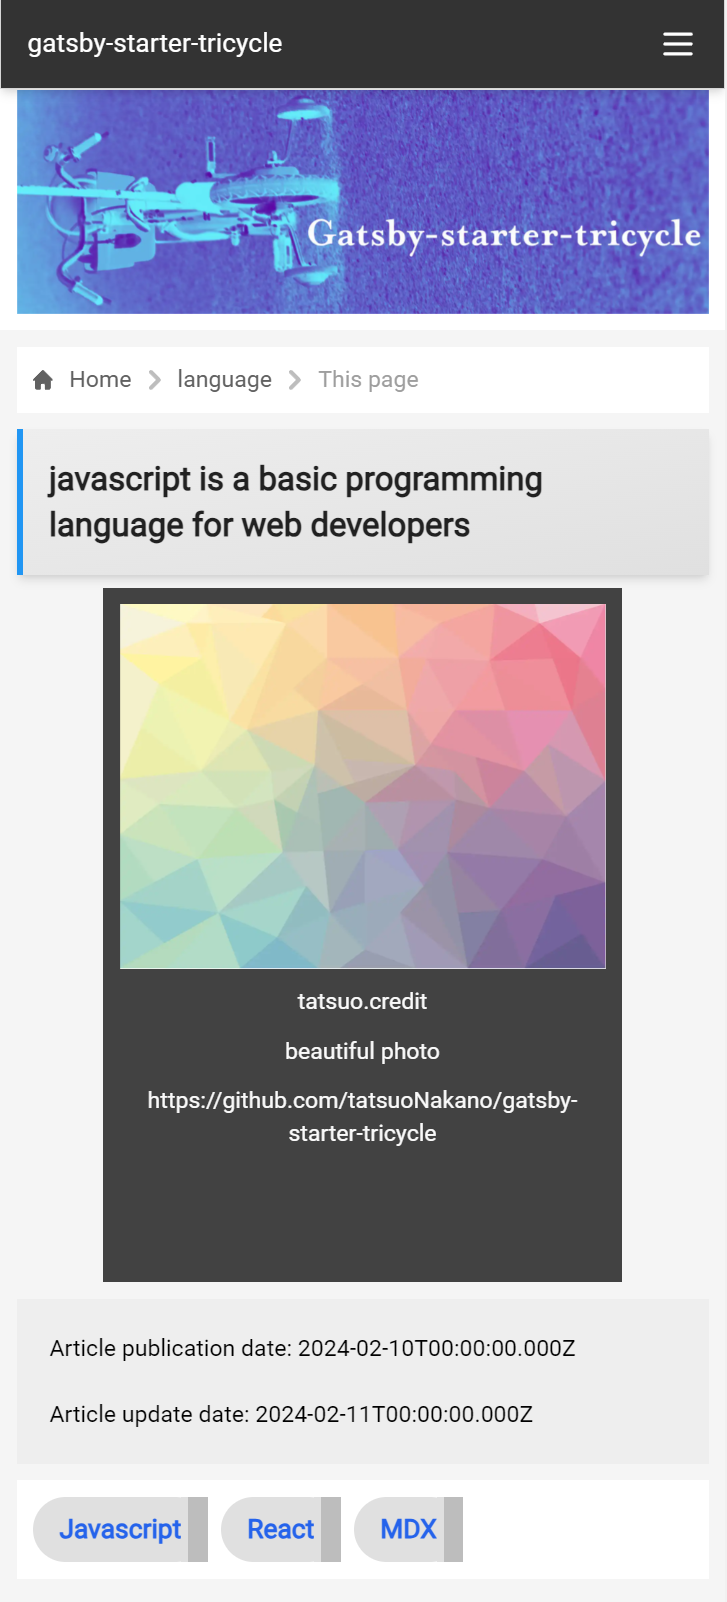 gatsby-starter-tricycle
Gatsby-starter-tricycle
Home language This page
javascript is a basic programming
language for web developers
tatsuo.credit
beautiful photo
https://github.com/tatsuoNakano/gatsby-
starter-tricycle
Article publication date: 2024-02-10T00:00:00.000Z
Article update date: 2024-02-11T00:00:00.000Z
Javascript React MDX